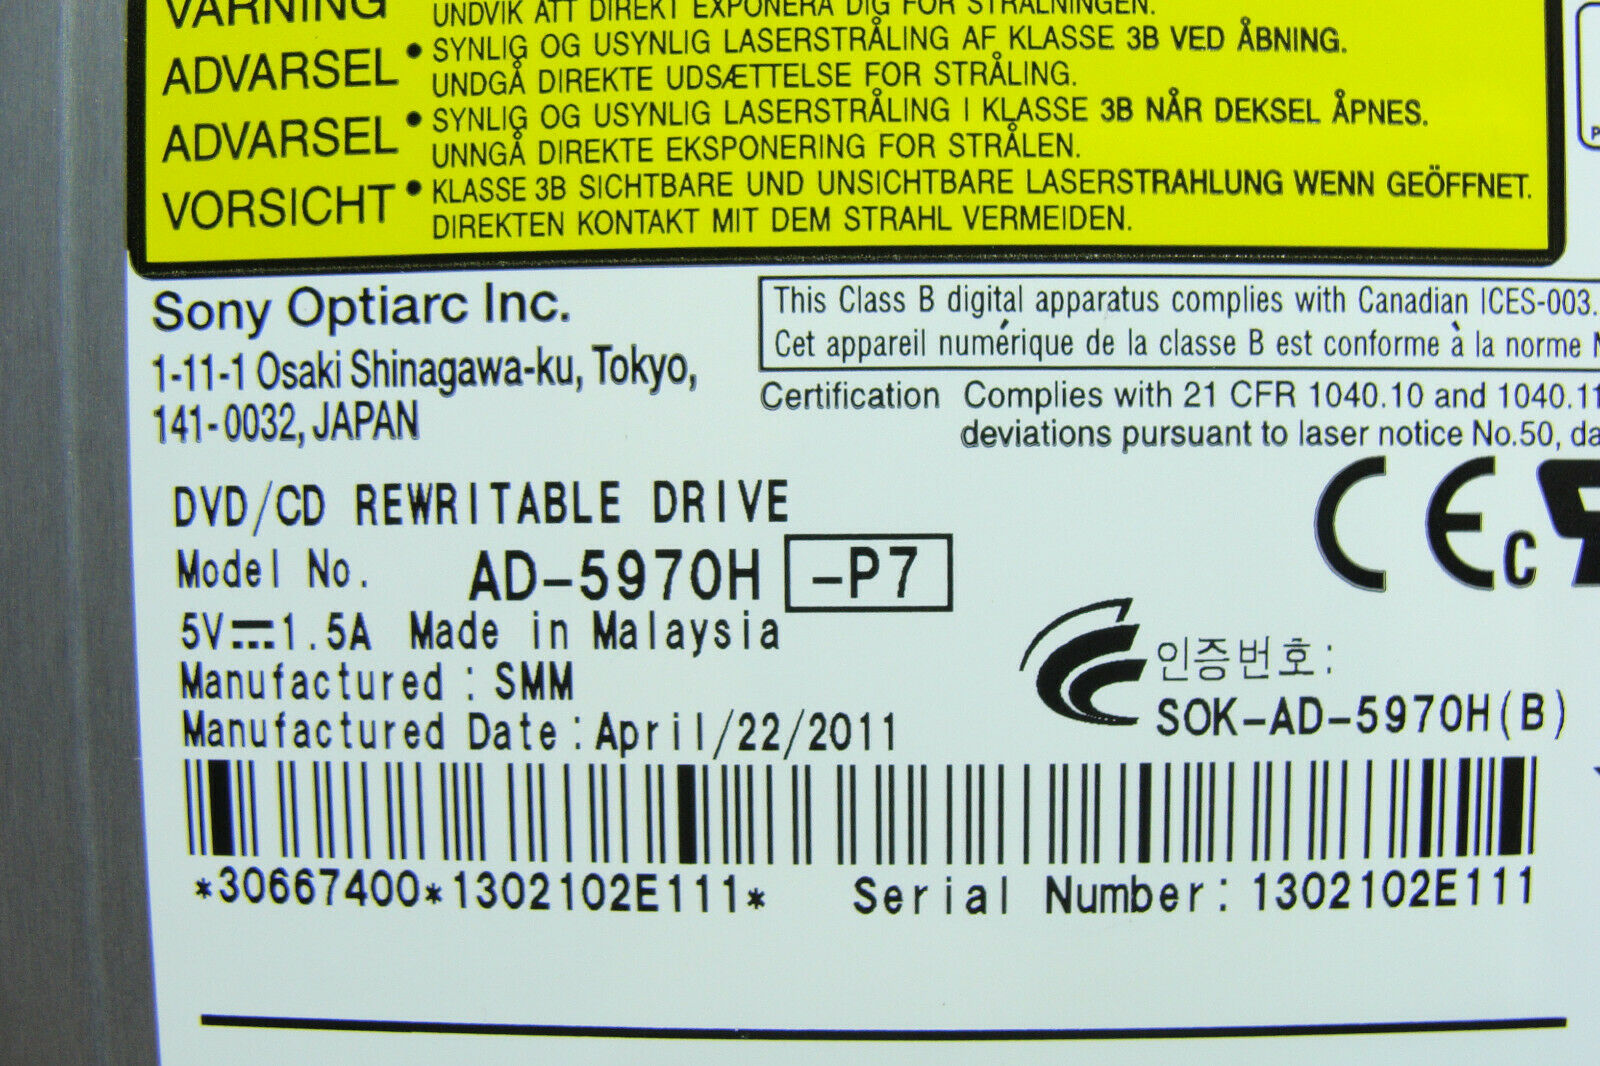 VARNING UNDVIK ATT DIREKT EXPONERA DIG FÖR STRÅLNINGEN.
ADVARSEL • SYNLIG OG USYNLIG LASERSTRÅLING AF KLASSE 3B VED ÅBNING.
UNDGÅ DIREKTE UDSÆTTELSE FOR STRÅLING.
ADVARSEL • SYNLIG OG USYNLIG LASERSTRÅLING I KLASSE 3B NÅR DEKSEL ÅPNES.
UNNGÅ DIREKTE EKSPONERING FOR STRÅLEN.
VORSICHT • KLASSE 3B SICHTBARE UND UNSICHTBARE LASERSTRAHLUNG WENN GEÖFFNET.
DIREKTEN KONTAKT MIT DEM STRAHL VERMEIDEN.
Sony Optiarc Inc.
1-11-1 Osaki Shinagawa-ku, Tokyo,
141-0032, JAPAN
This Class B digital apparatus complies with Canadian ICES-003.
Cet appareil numérique de la classe B est conforme à la norme
Certification Complies with 21 CFR 1040.10 and 1040.11
deviations pursuant to laser notice No.50,
DVD/CD REWRITABLE DRIVE
Model No. AD-5970H -P7
5V⎓1.5A Made in Malaysia
Manufactured : SMM
Manufactured Date : April/22/2011
CE
c
인증번호 :
SOK-AD-5970H(B)
*30667400*1302102E111* Serial Number: 1302102E111